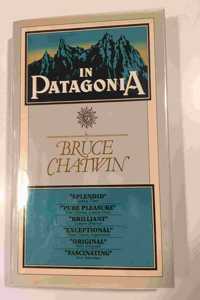 IN
PATAGONIA
BRUCE
CHATWIN
"SPLENDID"
"PURE PLEASURE"
"BRILLIANT"
"EXCEPTIONAL"
"ORIGINAL"
"FASCINATING"